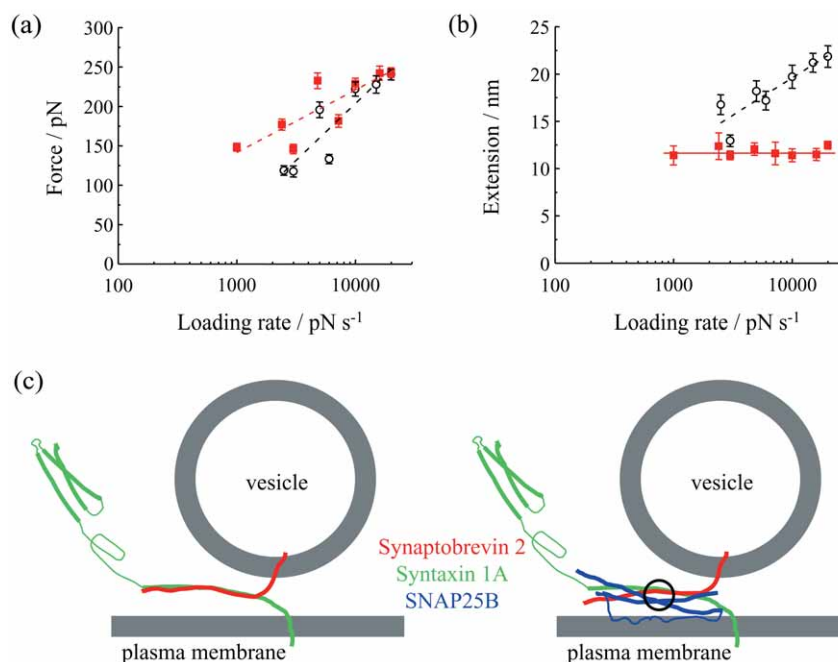 (a)
300
250
200
150
100
50
0
Force / pN
100
1000
10000
Loading rate / pN s⁻¹
(b)
25
20
15
10
5
0
Extension / nm
100
1000
10000
Loading rate / pN s⁻¹
(c)
vesicle
plasma membrane
Synaptobrevin 2
Syntaxin 1A
SNAP25B
vesicle
plasma membrane